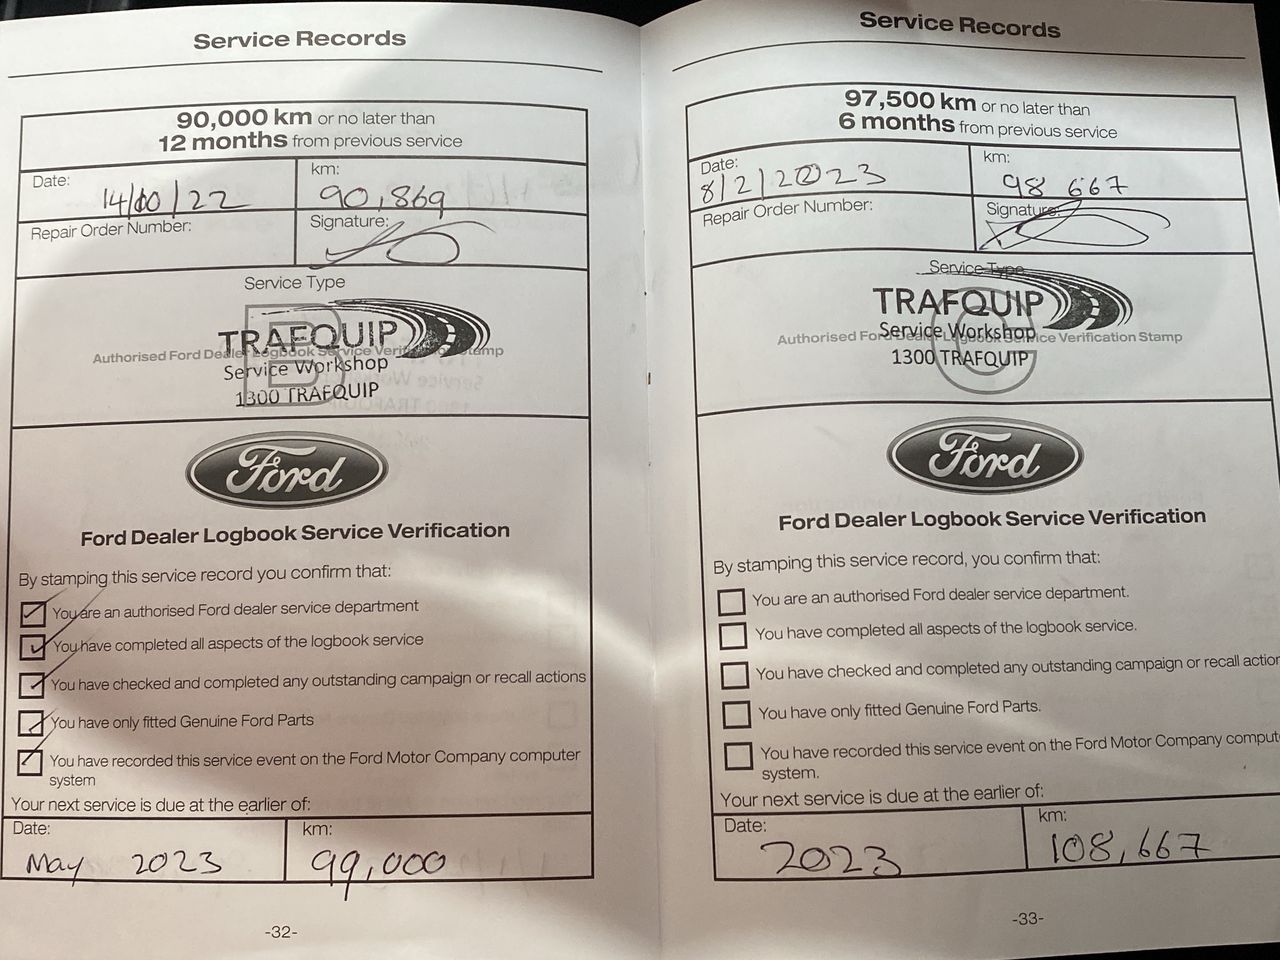 Service Records
90,000 km or no later than
12 months from previous service
Date: 14/10/22
km: 90,869
Repair Order Number:
Signature:
Service Type
B
TRAFQUIP
Authorised Ford Dealer Logbook Service Verification Stamp
Service Workshop
1300 TRAFQUIP
Ford
Ford Dealer Logbook Service Verification
By stamping this service record you confirm that:
You are an authorised Ford dealer service department
You have completed all aspects of the logbook service
You have checked and completed any outstanding campaign or recall actions
You have only fitted Genuine Ford Parts
You have recorded this service event on the Ford Motor Company computer
system
Your next service is due at the earlier of:
Date: May 2023
km: 99,000
-32-
Service Records
97,500 km or no later than
6 months from previous service
Date: 8/2/2023
km: 98 667
Repair Order Number:
Signature:
Service Type
TRAFQUIP
Authorised Ford Dealer Logbook Service Verification Stamp
Service Workshop
1300 TRAFQUIP
Ford
Ford Dealer Logbook Service Verification
By stamping this service record, you confirm that:
You are an authorised Ford dealer service department.
You have completed all aspects of the logbook service.
You have checked and completed any outstanding campaign or recall action
You have only fitted Genuine Ford Parts.
You have recorded this service event on the Ford Motor Company comput
system.
Your next service is due at the earlier of:
Date: 2023
km: 108,667
-33-